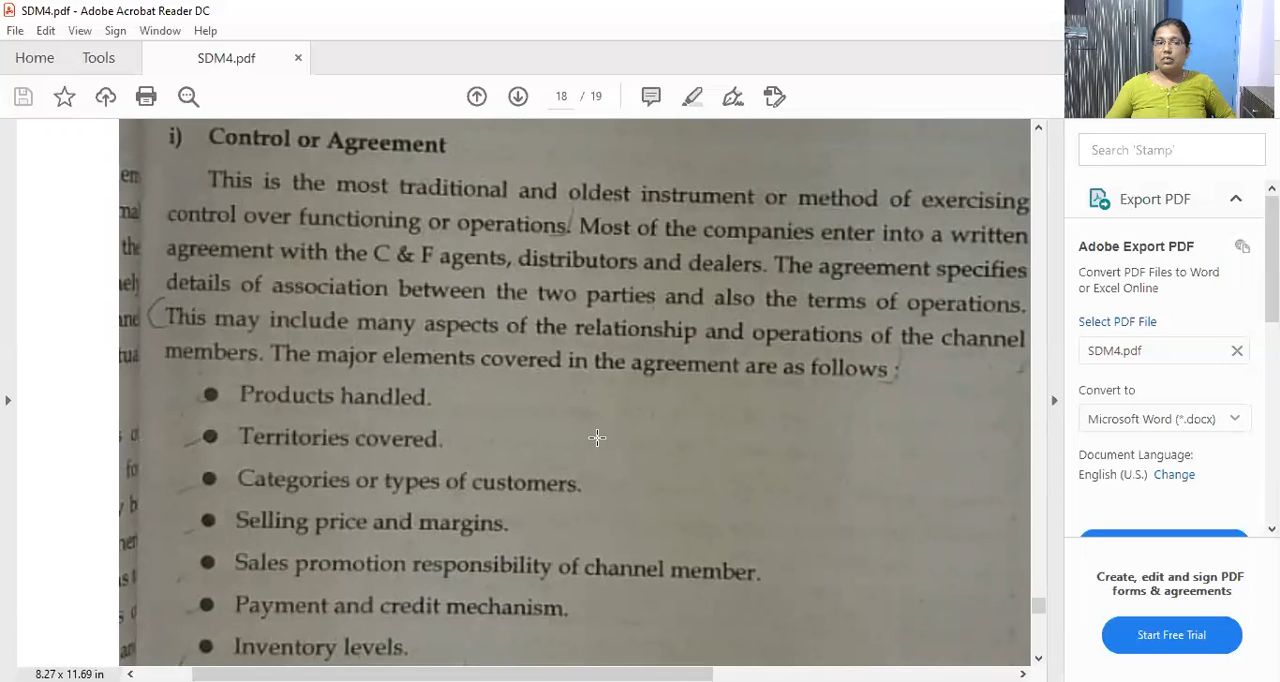 SDM4.pdf - Adobe Acrobat Reader DC
File Edit View Sign Window Help
Home Tools SDM4.pdf ×
18 / 19
i) Control or Agreement
This is the most traditional and oldest instrument or method of exercising
control over functioning or operations. Most of the companies enter into a written
agreement with the C & F agents, distributors and dealers. The agreement specifies
details of association between the two parties and also the terms of operations.
This may include many aspects of the relationship and operations of the channel
members. The major elements covered in the agreement are as follows :
● Products handled.
● Territories covered.
● Categories or types of customers.
● Selling price and margins.
● Sales promotion responsibility of channel member.
● Payment and credit mechanism.
● Inventory levels.
8.27 x 11.69 in
Search 'Stamp'
Export PDF
Adobe Export PDF
Convert PDF Files to Word
or Excel Online
Select PDF File
SDM4.pdf
Convert to
Microsoft Word (*.docx)
Document Language:
English (U.S.) Change
Create, edit and sign PDF
forms & agreements
Start Free Trial